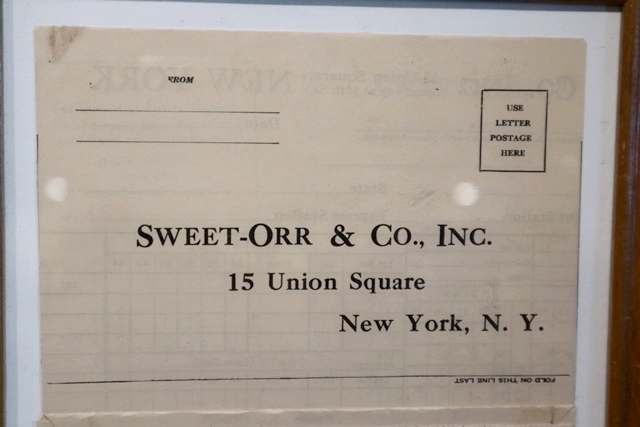 FROM
USE
LETTER
POSTAGE
HERE
SWEET-ORR & CO., INC.
15 Union Square
New York, N. Y.
FOLD ON THIS LINE LAST